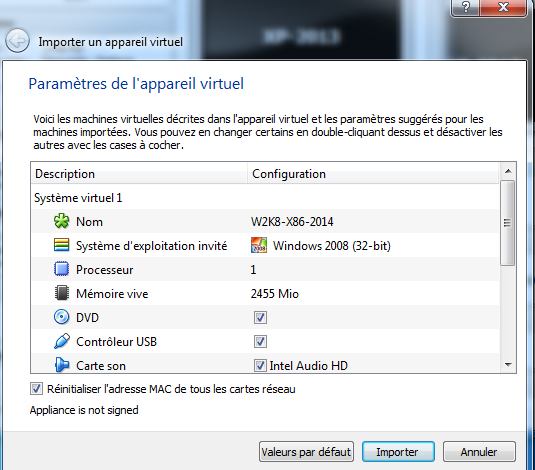 XP-2013
Importer un appareil virtuel
Paramètres de l'appareil virtuel
Voici les machines virtuelles décrites dans l'appareil virtuel et les paramètres suggérés pour les
machines importées. Vous pouvez en changer certains en double-cliquant dessus et désactiver les
autres avec les cases à cocher.
Description Configuration
Système virtuel 1
Nom W2K8-X86-2014
Système d'exploitation invité 2008 Windows 2008 (32-bit)
Processeur 1
Mémoire vive 2455 Mio
DVD
Contrôleur USB
Carte son Intel Audio HD
Réinitialiser l'adresse MAC de tous les cartes réseau
Appliance is not signed
Valeurs par défaut Importer Annuler